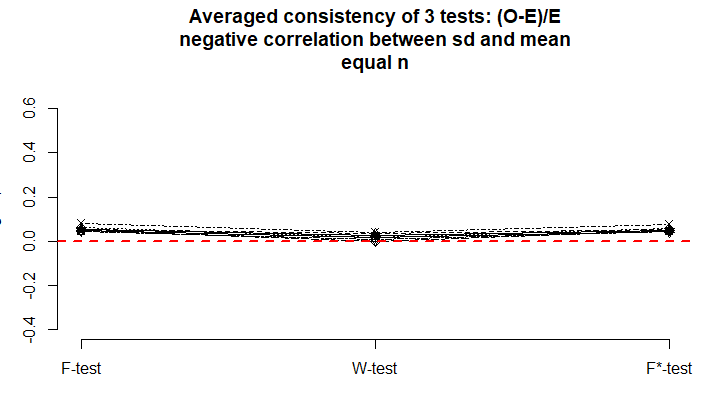 Averaged consistency of 3 tests: (O-E)/E
negative correlation between sd and mean
equal n
0.6
0.4
0.2
0.0
-0.2
-0.4
F-test
W-test
F*-test